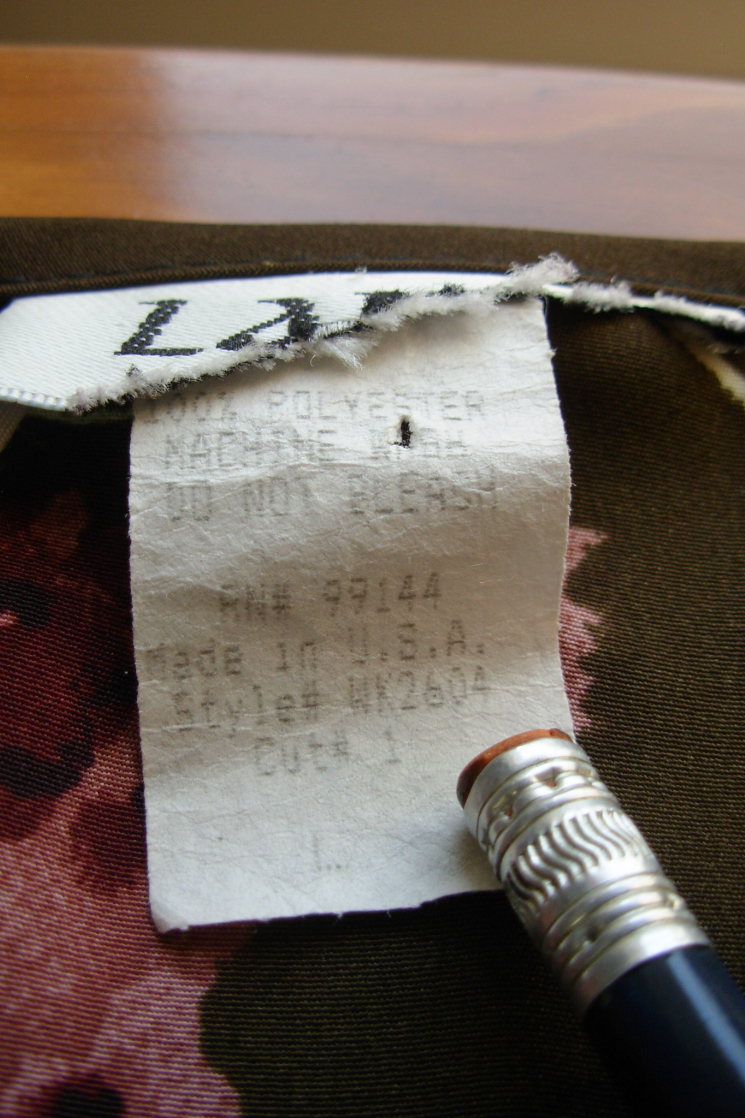 100% POLYESTER
MACHINE WASH
DO NOT BLEACH
RN# 99144
Made in U.S.A.
Style# WK2604
Cut# 1
L